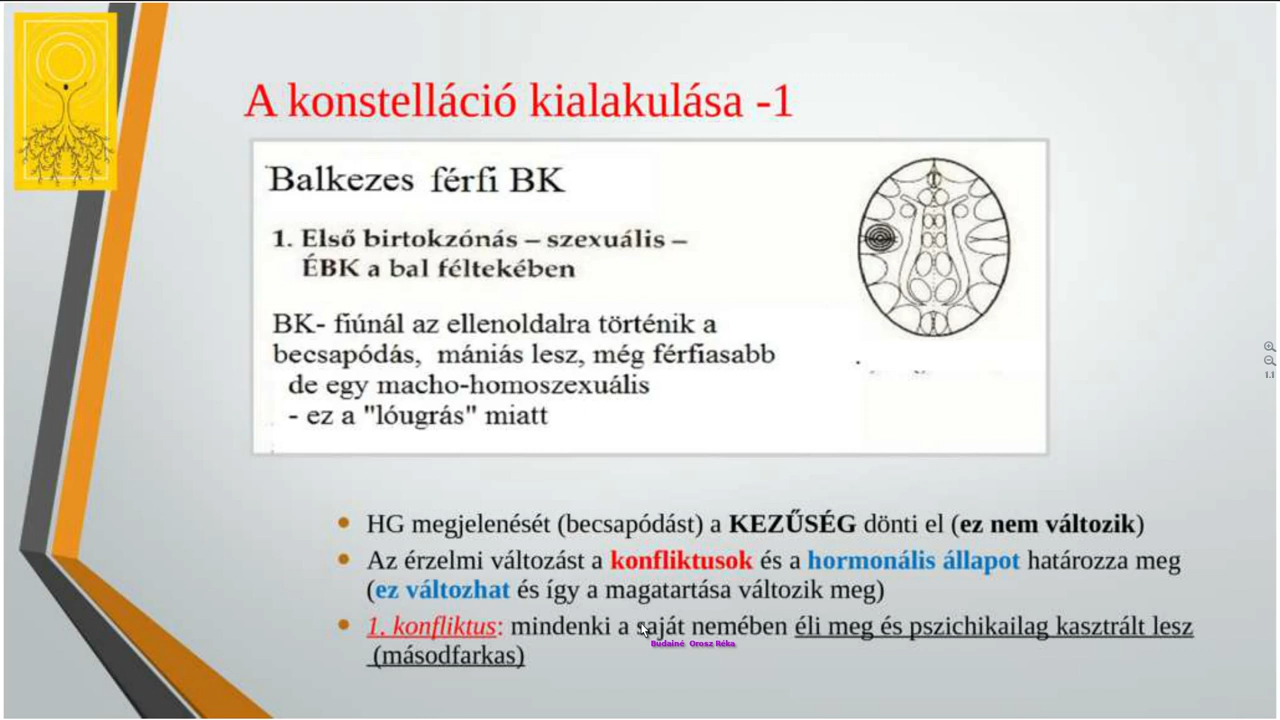 A konstelláció kialakulása -1
Balkezes férfi BK
1. Első birtokzónás – szexuális –
ÉBK a bal féltekében
BK- fiúnál az ellenoldalra történik a
becsapódás, mániás lesz, még férfiasabb
de egy macho-homoszexuális
- ez a "lóugrás" miatt
HG megjelenését (becsapódást) a KEZŰSÉG dönti el (ez nem változik)
Az érzelmi változást a konfliktusok és a hormonális állapot határozza meg
(ez változhat és így a magatartása változik meg)
1. konfliktus: mindenki a saját nemében éli meg és pszichikailag kasztrált lesz
(másodfarkas)
Budainé Orosz Réka
1.1